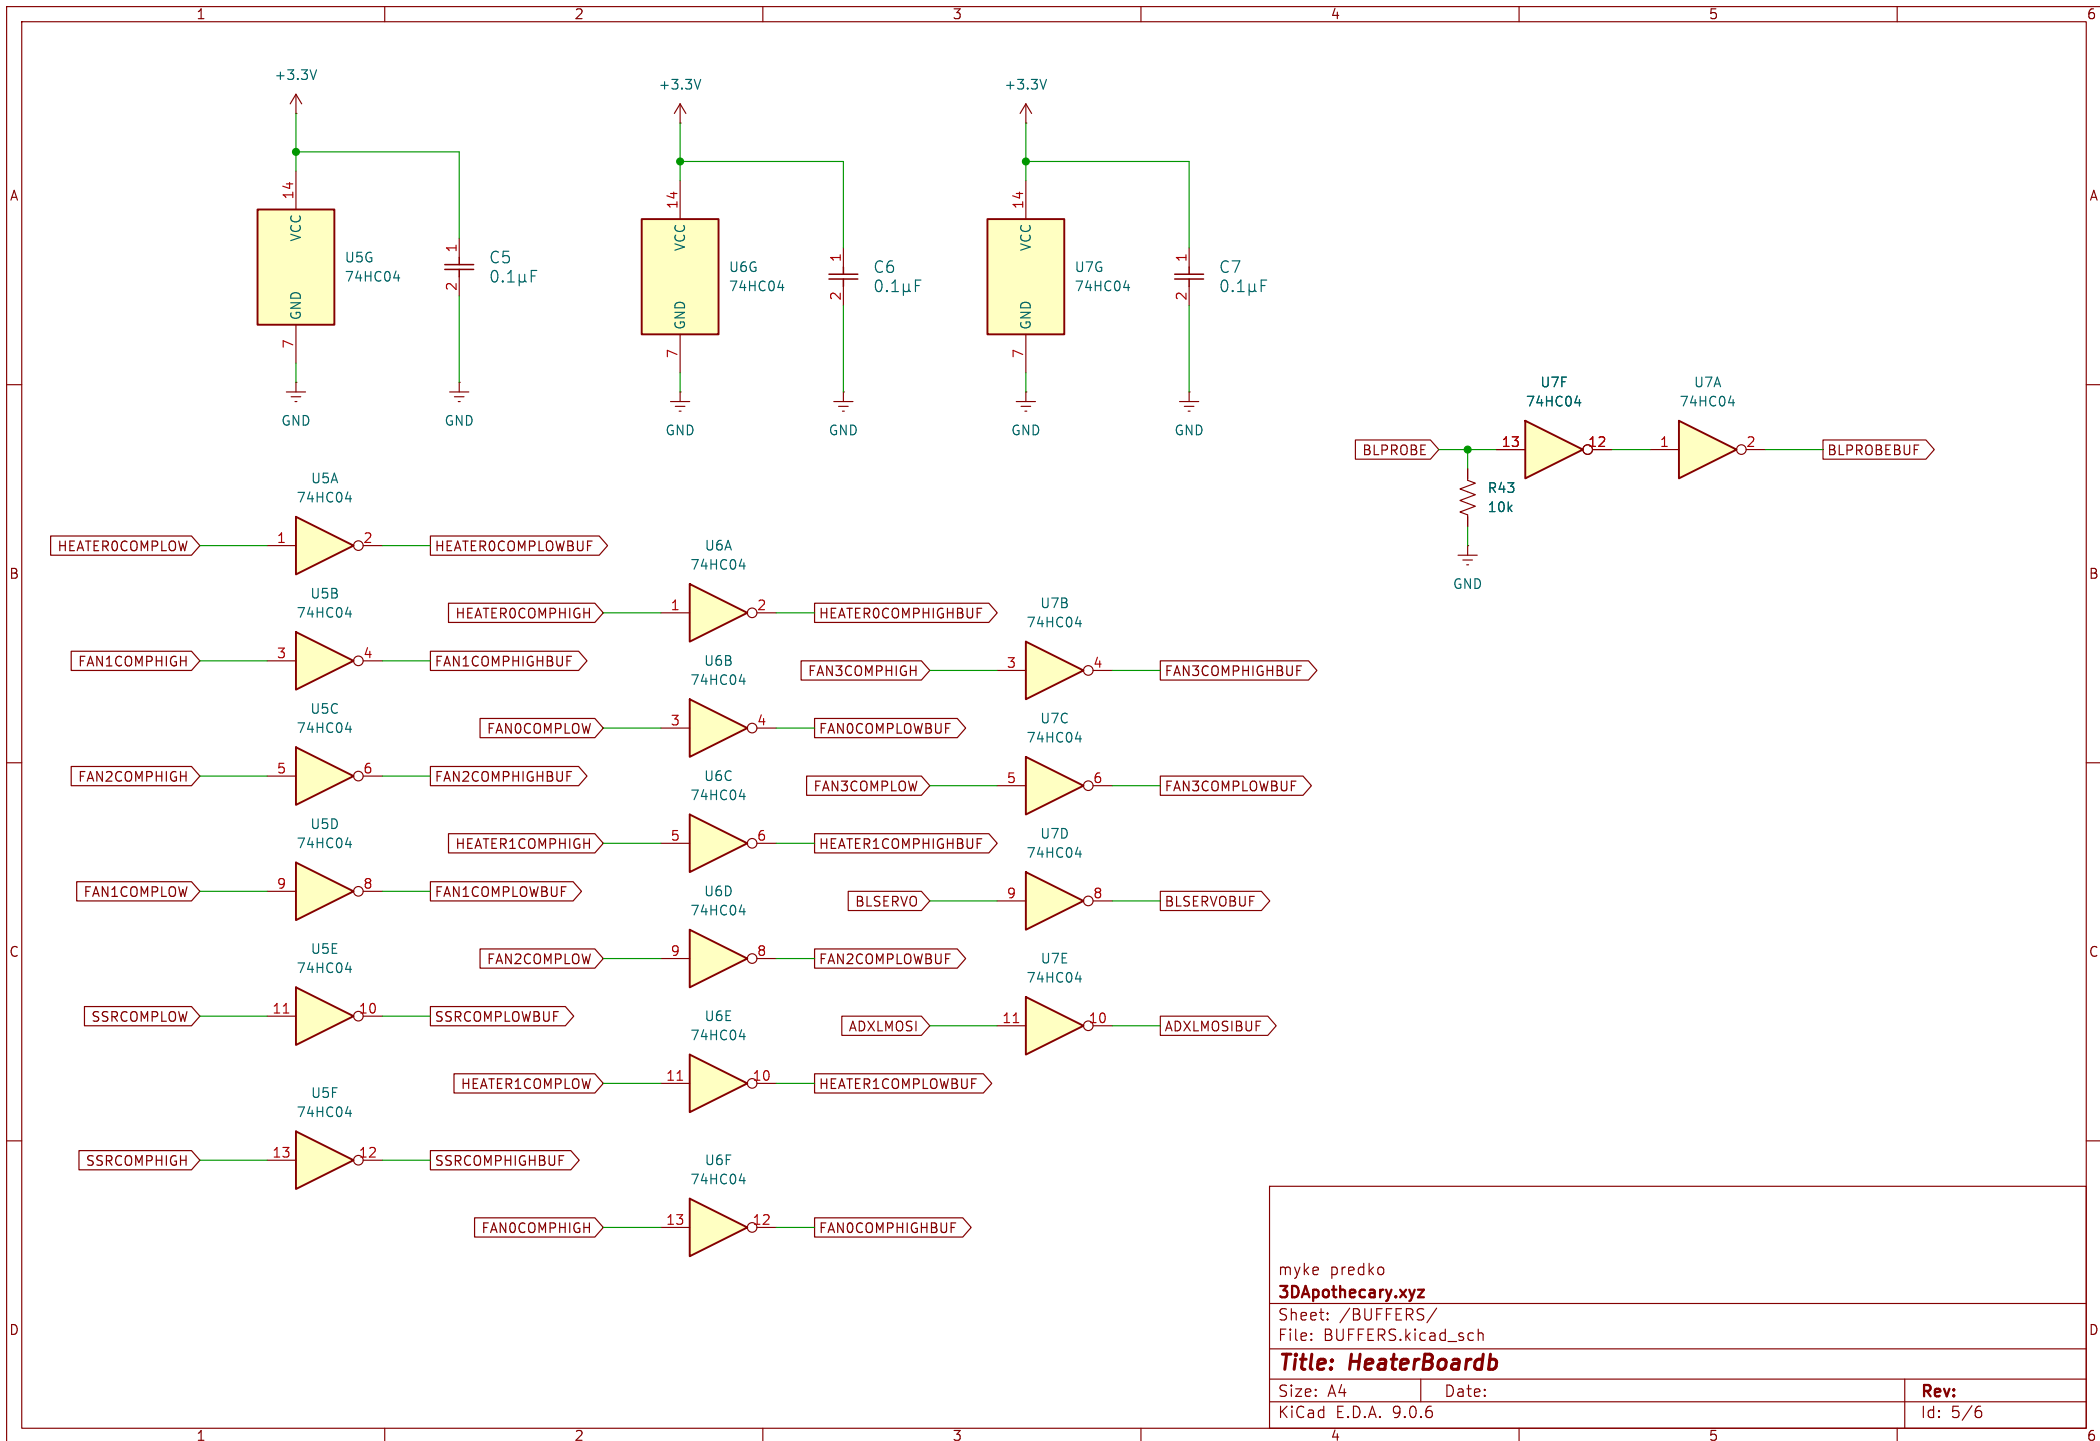 1 2 3 4 5 6
A A
B B
C C
D D
1 2 3 4 5 6
+3.3V
14
VCC
GND
7
U5G
74HC04
1
2
C5
0.1µF
GND
GND
+3.3V
14
VCC
GND
7
U6G
74HC04
1
2
C6
0.1µF
GND
GND
+3.3V
14
VCC
GND
7
U7G
74HC04
1
2
C7
0.1µF
GND
GND
U7F
74HC04
U7A
74HC04
BLPROBE 13 12 1 2 BLPROBEBUF
R43
10k
GND
U5A
74HC04
HEATER0COMPLOW 1 2 HEATER0COMPLOWBUF
U5B
74HC04
FAN1COMPHIGH 3 4 FAN1COMPHIGHBUF
U5C
74HC04
FAN2COMPHIGH 5 6 FAN2COMPHIGHBUF
U5D
74HC04
FAN1COMPLOW 9 8 FAN1COMPLOWBUF
U5E
74HC04
SSRCOMPLOW 11 10 SSRCOMPLOWBUF
U5F
74HC04
SSRCOMPHIGH 13 12 SSRCOMPHIGHBUF
U6A
74HC04
HEATER0COMPHIGH 1 2 HEATER0COMPHIGHBUF
U6B
74HC04
FAN0COMPLOW 3 4 FAN0COMPLOWBUF
U6C
74HC04
HEATER1COMPHIGH 5 6 HEATER1COMPHIGHBUF
U6D
74HC04
FAN2COMPLOW 9 8 FAN2COMPLOWBUF
U6E
74HC04
HEATER1COMPLOW 11 10 HEATER1COMPLOWBUF
U6F
74HC04
FAN0COMPHIGH 13 12 FAN0COMPHIGHBUF
U7B
74HC04
FAN3COMPHIGH 3 4 FAN3COMPHIGHBUF
U7C
74HC04
FAN3COMPLOW 5 6 FAN3COMPLOWBUF
U7D
74HC04
BLSERVO 9 8 BLSERVOBUF
U7E
74HC04
ADXLMOSI 11 10 ADXLMOSIBUF
myke predko
3DApothecary.xyz
Sheet: /BUFFERS/
File: BUFFERS.kicad_sch
Title: HeaterBoardb
Size: A4 Date: Rev:
KiCad E.D.A. 9.0.6 Id: 5/6